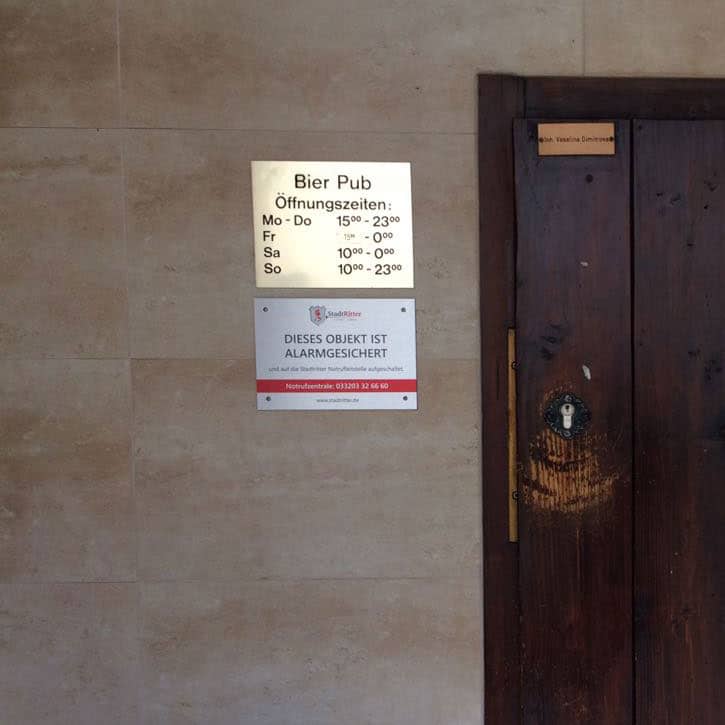 Bier Pub
Öffnungszeiten:
Mo - Do 15⁰⁰ - 23⁰⁰
Fr 15⁰⁰ - 0⁰⁰
Sa 10⁰⁰ - 0⁰⁰
So 10⁰⁰ - 23⁰⁰
StadtRitter
DIESES OBJEKT IST
ALARMGESICHERT
und auf die Stadtritter Notrufleitstelle aufgeschaltet.
Notrufzentrale: 033203 32 66 60
www.stadtritter.de
Inh. Veselina Dimitrova